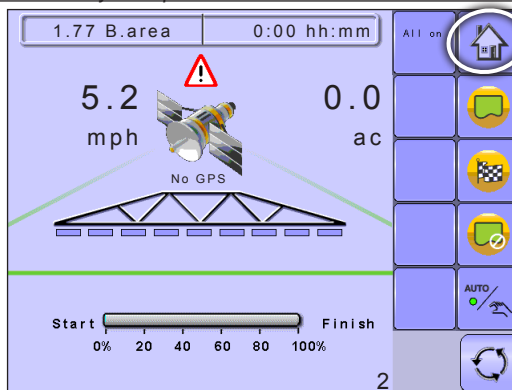 1.77 B.area 0:00 hh:mm
All on
5.2 0.0
mph ac
No GPS
AUTO
Start Finish
0% 20 40 60 80 100%
2